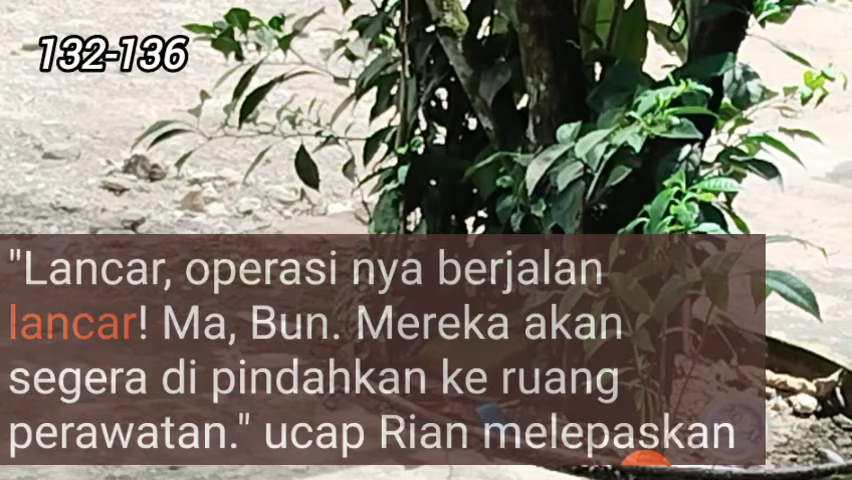 132-136
"Lancar, operasi nya berjalan
lancar! Ma, Bun. Mereka akan
segera di pindahkan ke ruang
perawatan." ucap Rian melepaskan